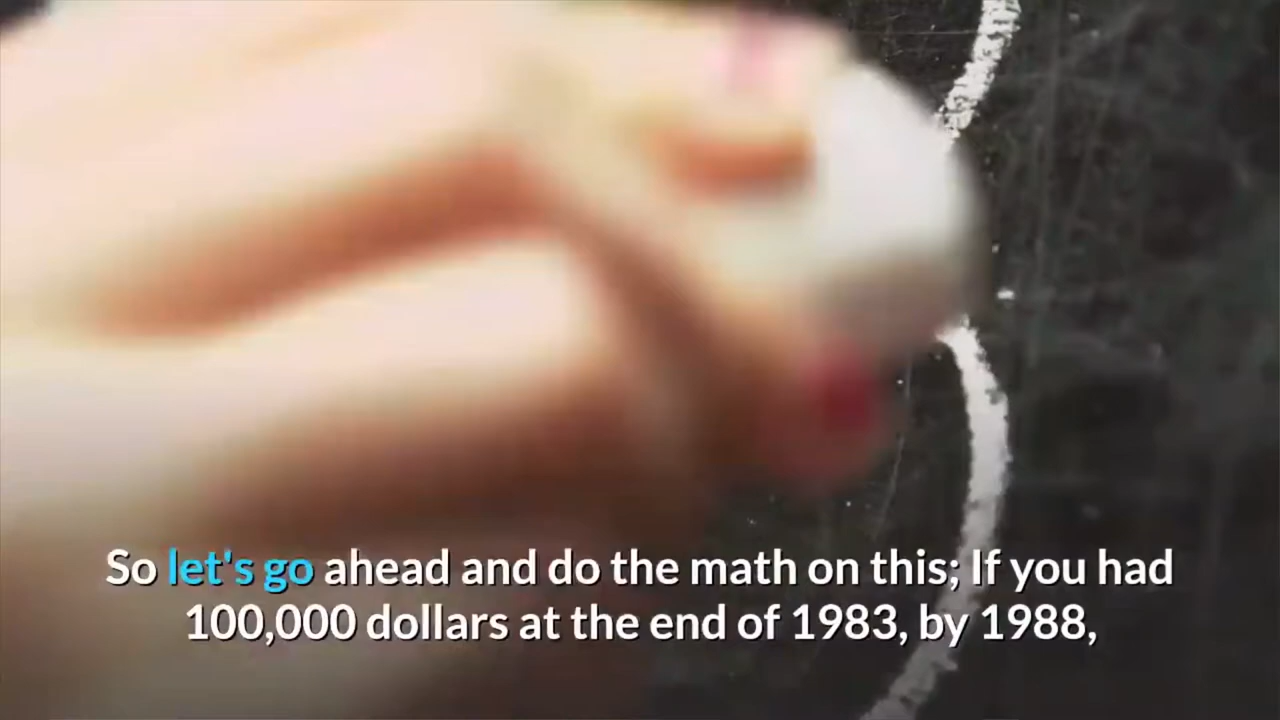 So let's go ahead and do the math on this; If you had
100,000 dollars at the end of 1983, by 1988,